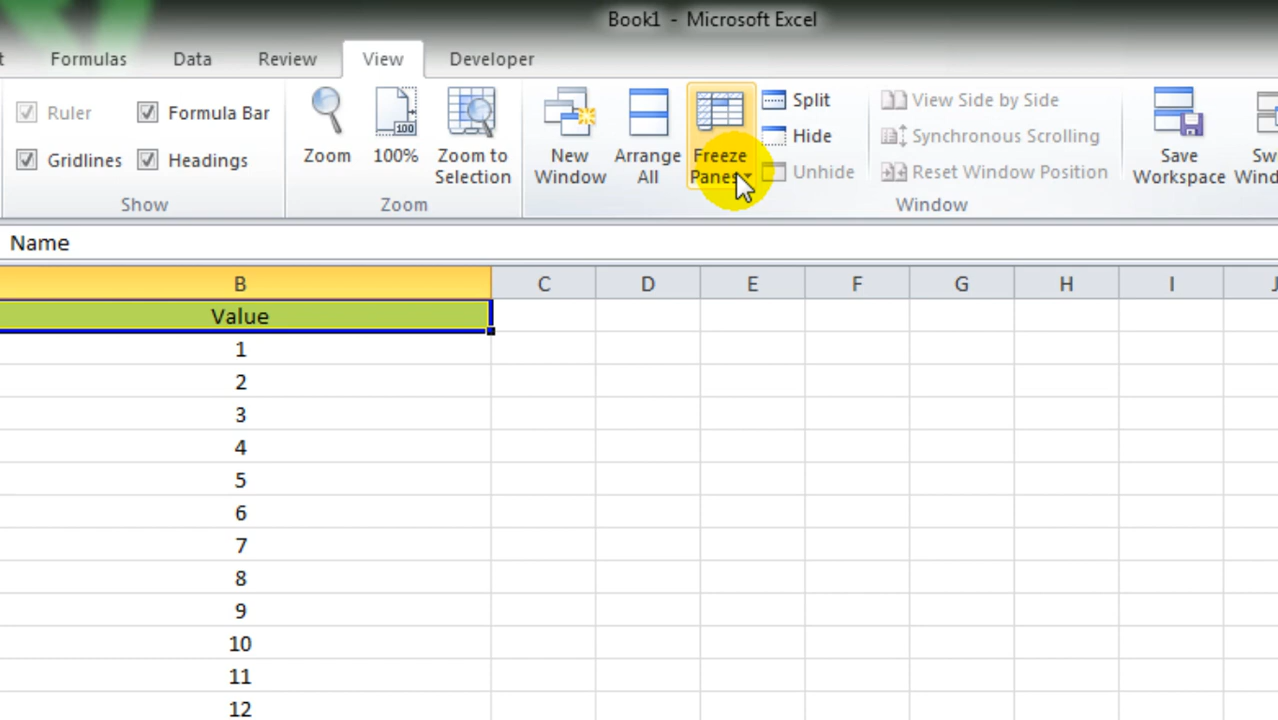 Book1 - Microsoft Excel
Formulas Data Review View Developer
Ruler Formula Bar
Gridlines Headings
Show
Zoom 100% Zoom to Selection
Zoom
New Window Arrange All Freeze Panes
Split
Hide
Unhide
View Side by Side
Synchronous Scrolling
Reset Window Position
Window
Save Workspace
Name
B C D E F G H I J
Value
1
2
3
4
5
6
7
8
9
10
11
12